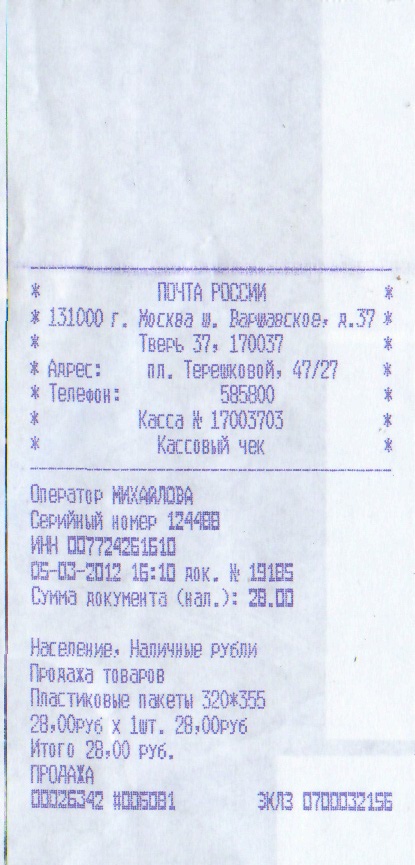 * ПОЧТА РОССИИ *
* 131000 г. Москва ш. Варшавское, д.37 *
* Тверь 37, 170037 *
* Адрес: пл. Терешковой, 47/27 *
* Телефон: 585800 *
* Касса № 17003703 *
* Кассовый чек *
Оператор МИХАЙЛОВА
Серийный номер 124488
ИНН 007724261610
05-03-2012 16:10 док. № 19185
Сумма документа (нал.): 28.00
Население, Наличные рубли
Продажа товаров
Пластиковые пакеты 320*355
28,00руб x 1шт. 28,00руб
Итого 28,00 руб.
ПРОДАЖА
00026342 #005081 ЭКЛЗ 0700032156